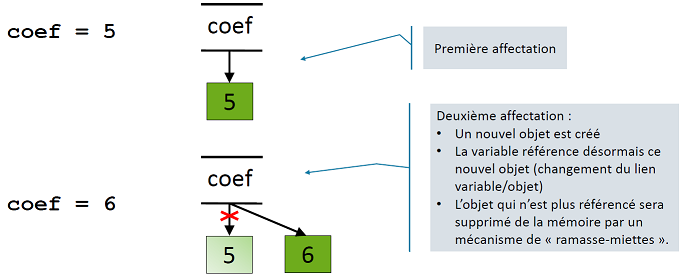 coef = 5
coef
5
Première affectation
coef = 6
coef
5
6
Deuxième affectation :
• Un nouvel objet est créé
• La variable référence désormais ce
nouvel objet (changement du lien
variable/objet)
• L’objet qui n’est plus référencé sera
supprimé de la mémoire par un
mécanisme de « ramasse-miettes ».